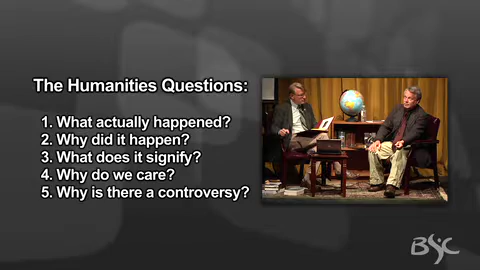 The Humanities Questions:
1. What actually happened?
2. Why did it happen?
3. What does it signify?
4. Why do we care?
5. Why is there a controversy?
BSC